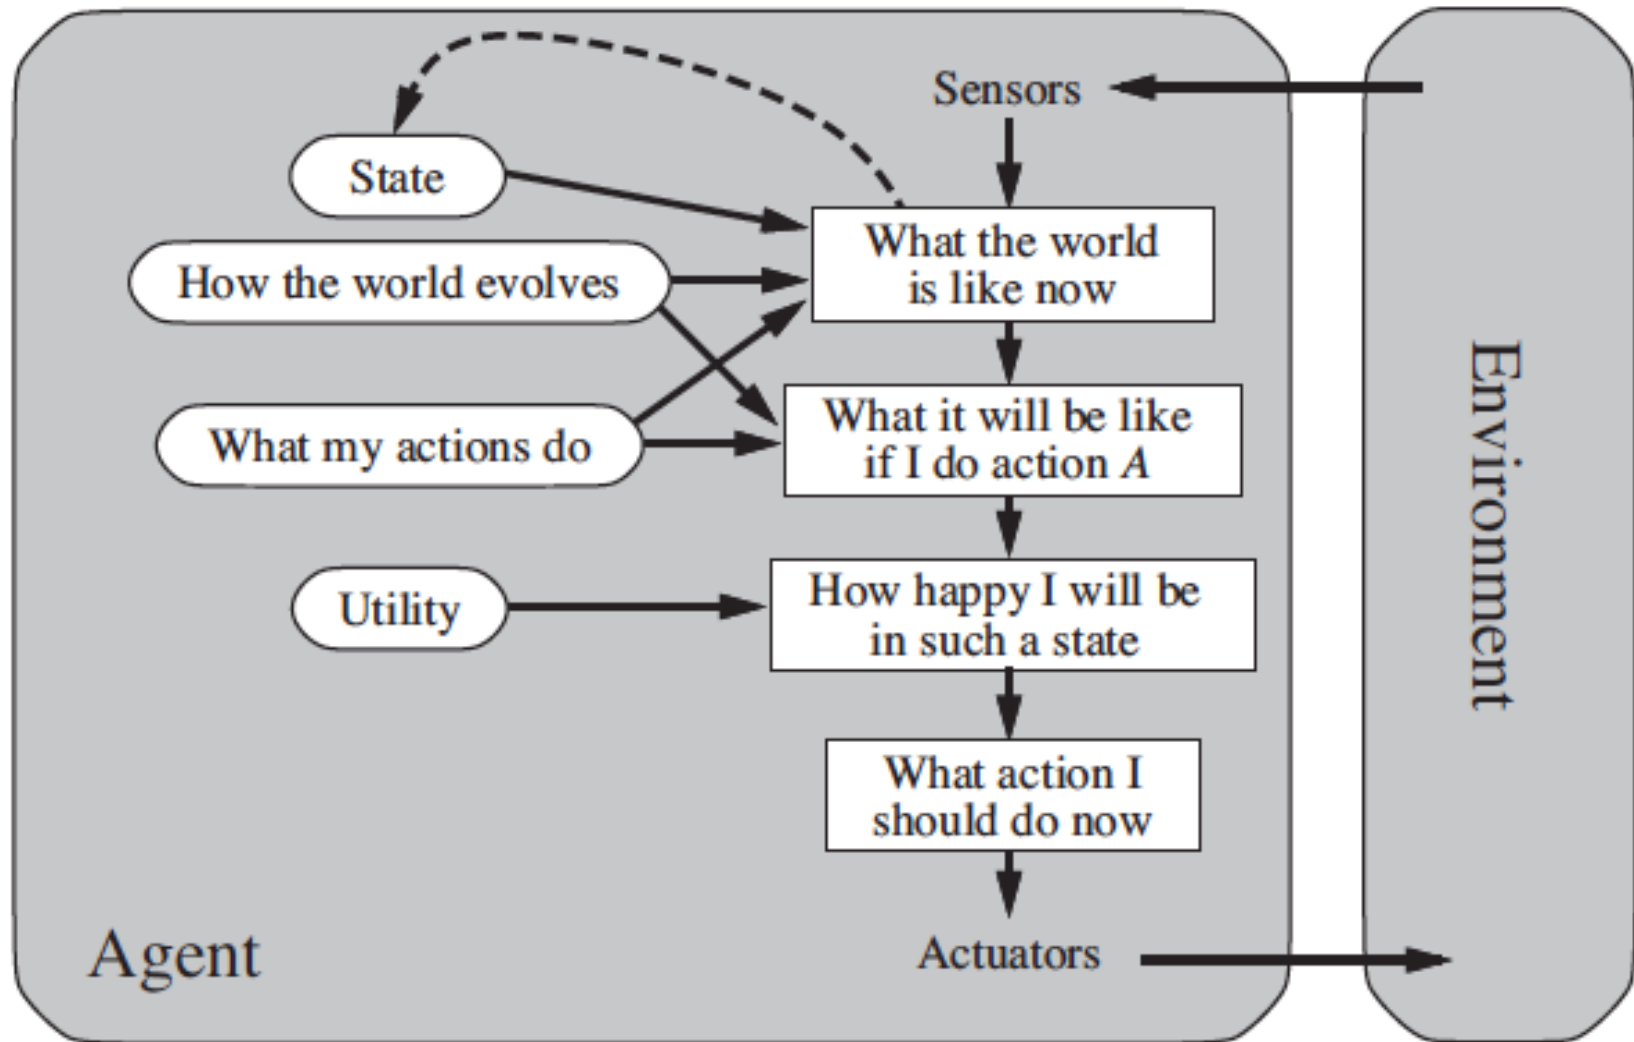 Sensors
State
What the world
is like now
How the world evolves
What it will be like
if I do action A
What my actions do
How happy I will be
in such a state
Utility
What action I
should do now
Agent
Actuators
Environment